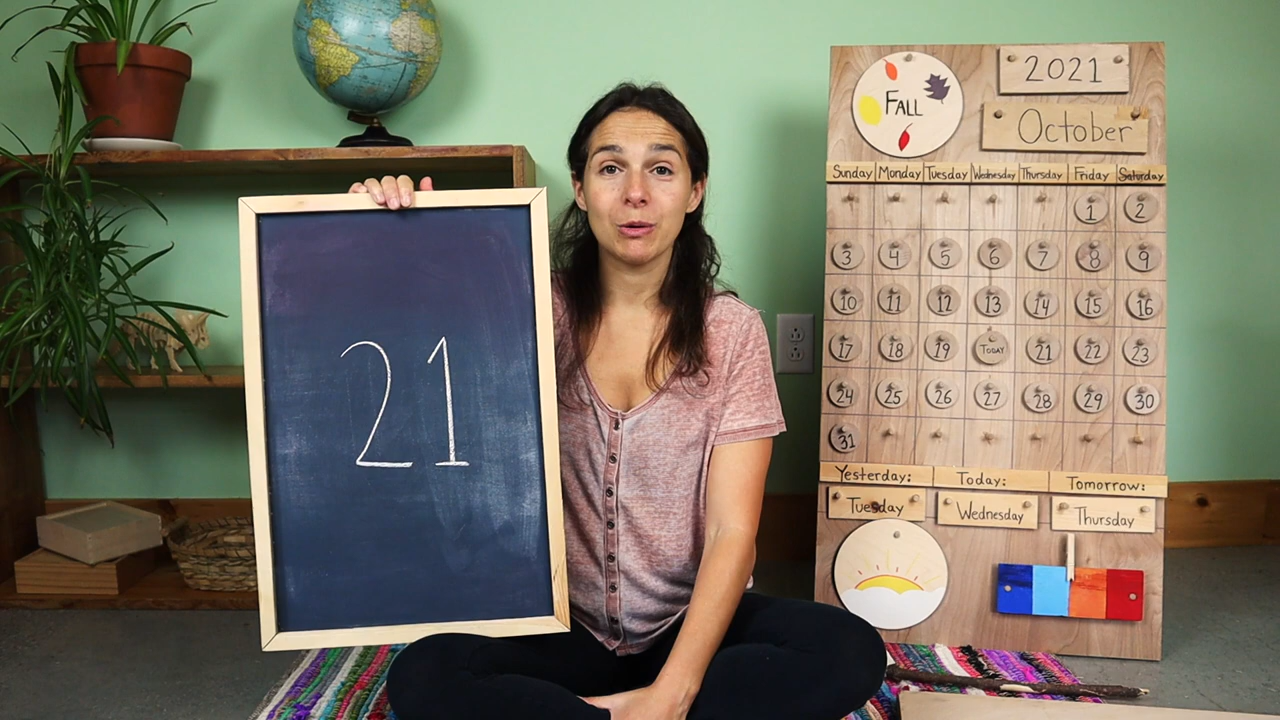 21
FALL
2021
October
Sunday Monday Tuesday Wednesday Thursday Friday Saturday
1 2
3 4 5 6 7 8 9
10 11 12 13 14 15 16
17 18 19 TODAY 21 22 23
24 25 26 27 28 29 30
31
Yesterday: Today: Tomorrow:
Tuesday Wednesday Thursday